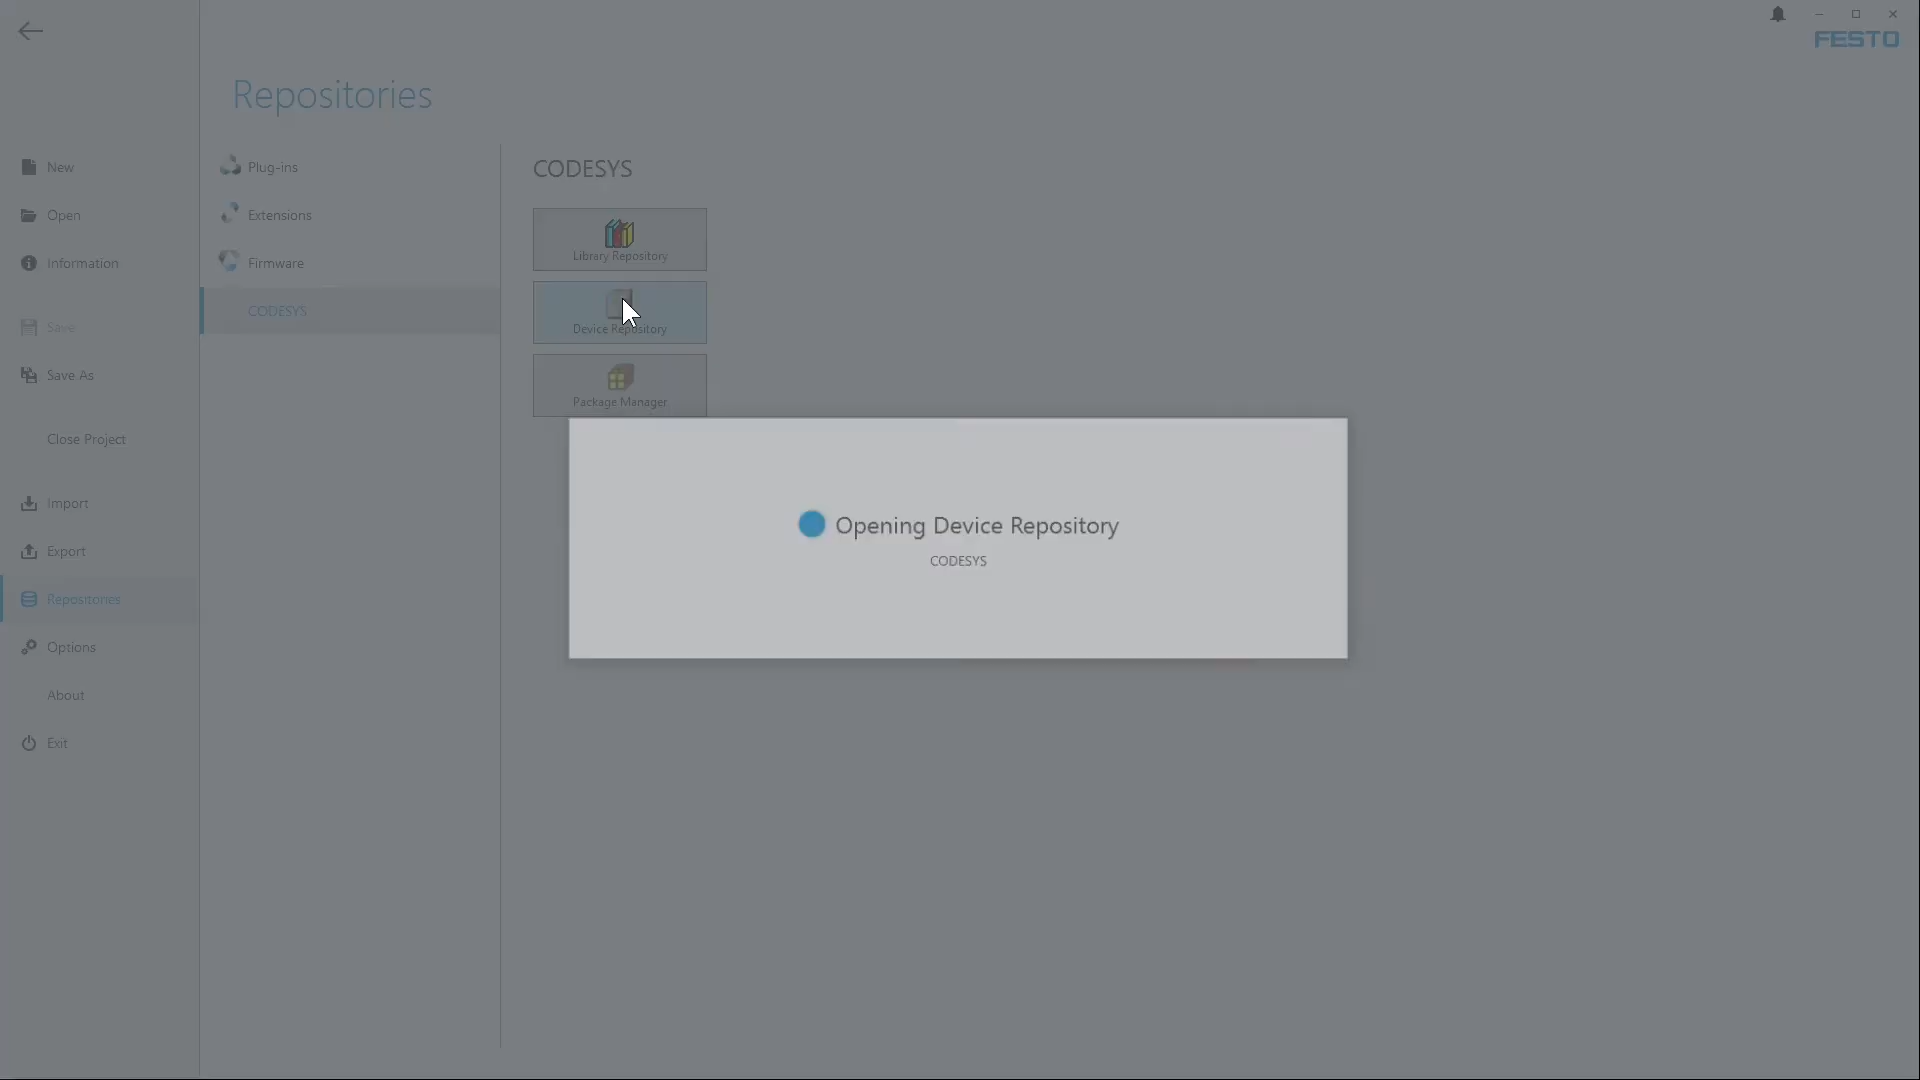 FESTO
Repositories
New
Open
Information
Save
Save As
Close Project
Import
Export
Repositories
Options
About
Exit
Plug-ins
Extensions
Firmware
CODESYS
CODESYS
Library Repository
Device Repository
Package Manager
Opening Device Repository
CODESYS